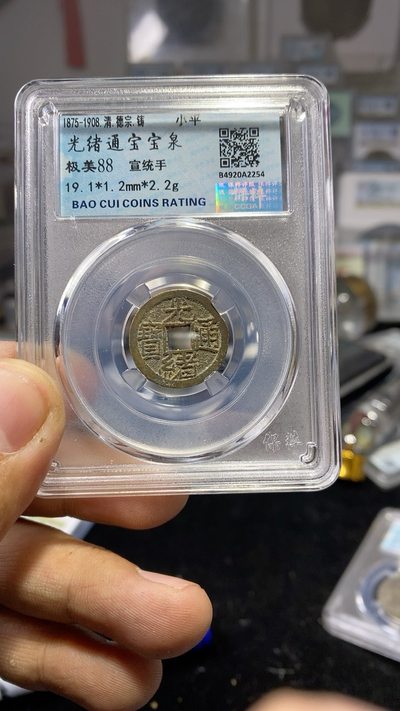 1875-1908.清.德宗.铸 小平
光绪通宝宝泉
极美88 宣统手
19.1*1.2mm*2.2g
B4920A2254
BAO CUI COINS RATING
光
寶 通
緒